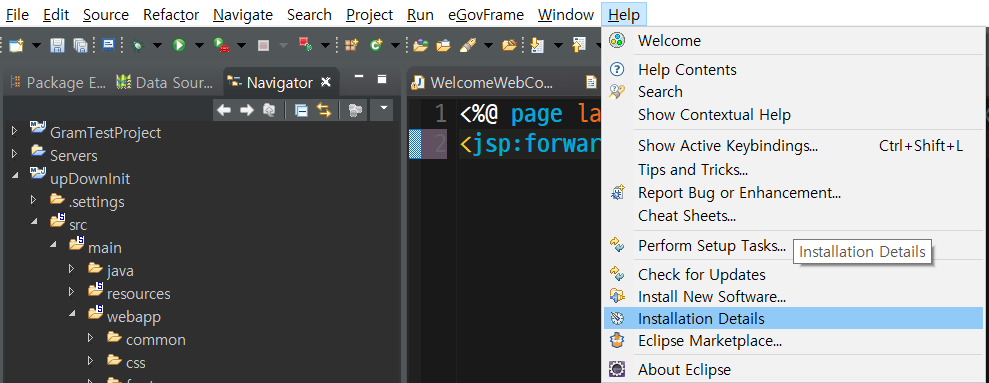 File Edit Source Refactor Navigate Search Project Run eGovFrame Window Help
Package E... Data Sour... Navigator
GramTestProject
Servers
upDownInit
.settings
src
main
java
resources
webapp
common
css
WelcomeWebCo...
1 <%@ page la
2 <jsp:forwar
Welcome
Help Contents
Search
Show Contextual Help
Show Active Keybindings... Ctrl+Shift+L
Tips and Tricks...
Report Bug or Enhancement...
Cheat Sheets...
Perform Setup Tasks...
Installation Details
Check for Updates
Install New Software...
Installation Details
Eclipse Marketplace...
About Eclipse